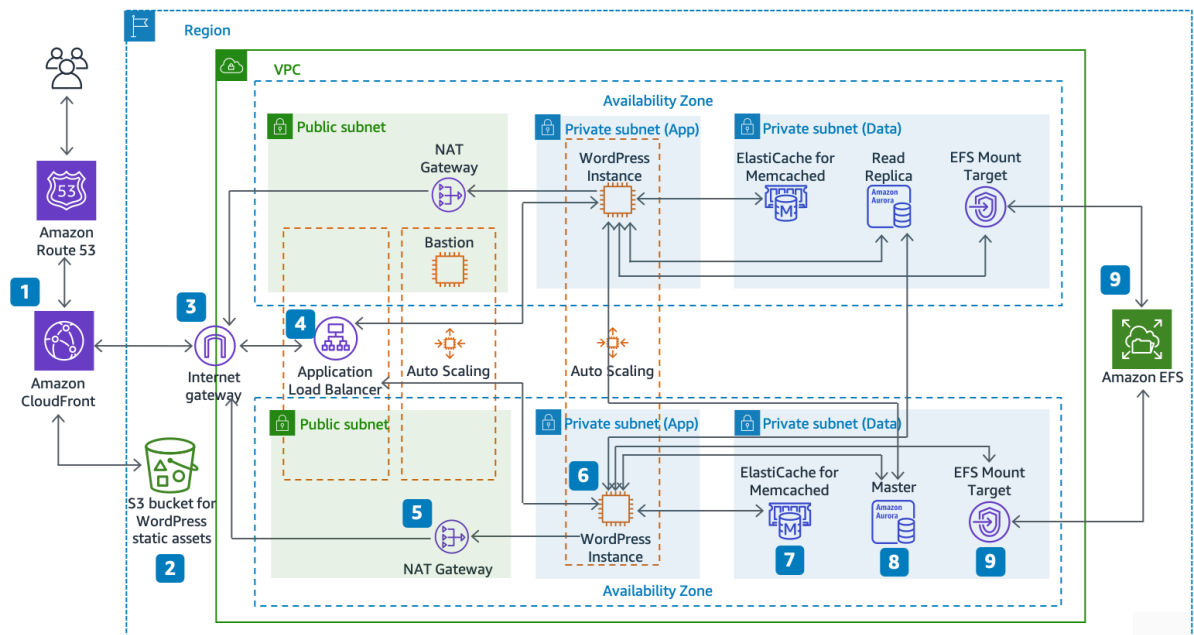 Region
VPC
Availability Zone
Public subnet
Private subnet (App)
Private subnet (Data)
NAT
Gateway
WordPress
Instance
ElastiCache for
Memcached
M
Read
Replica
Amazon
Aurora
EFS Mount
Target
53
Amazon
Route 53
Bastion
1
3
4
9
Amazon
CloudFront
Internet
gateway
Application
Load Balancer
Auto Scaling
Auto Scaling
Amazon EFS
Public subnet
Private subnet (App)
Private subnet (Data)
S3 bucket for
WordPress
static assets
2
5
NAT Gateway
6
WordPress
Instance
ElastiCache for
Memcached
M
7
Master
Amazon
Aurora
8
EFS Mount
Target
9
Availability Zone